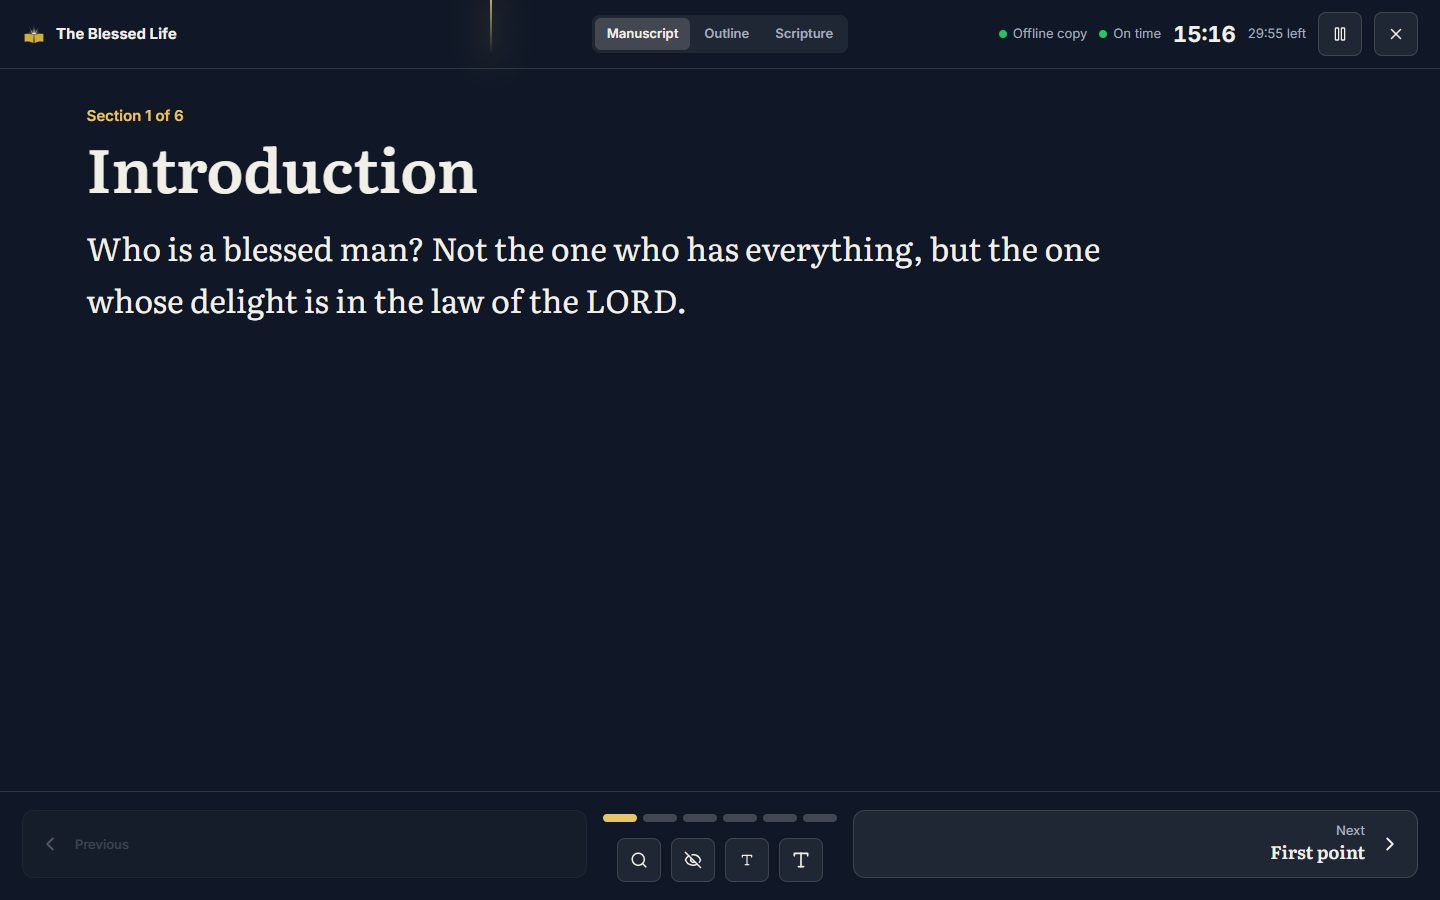 The Blessed Life
Manuscript Outline Scripture
Offline copy On time 15:16 29:55 left
Section 1 of 6
Introduction
Who is a blessed man? Not the one who has everything, but the one
whose delight is in the law of the LORD.
Previous
T T
Next
First point